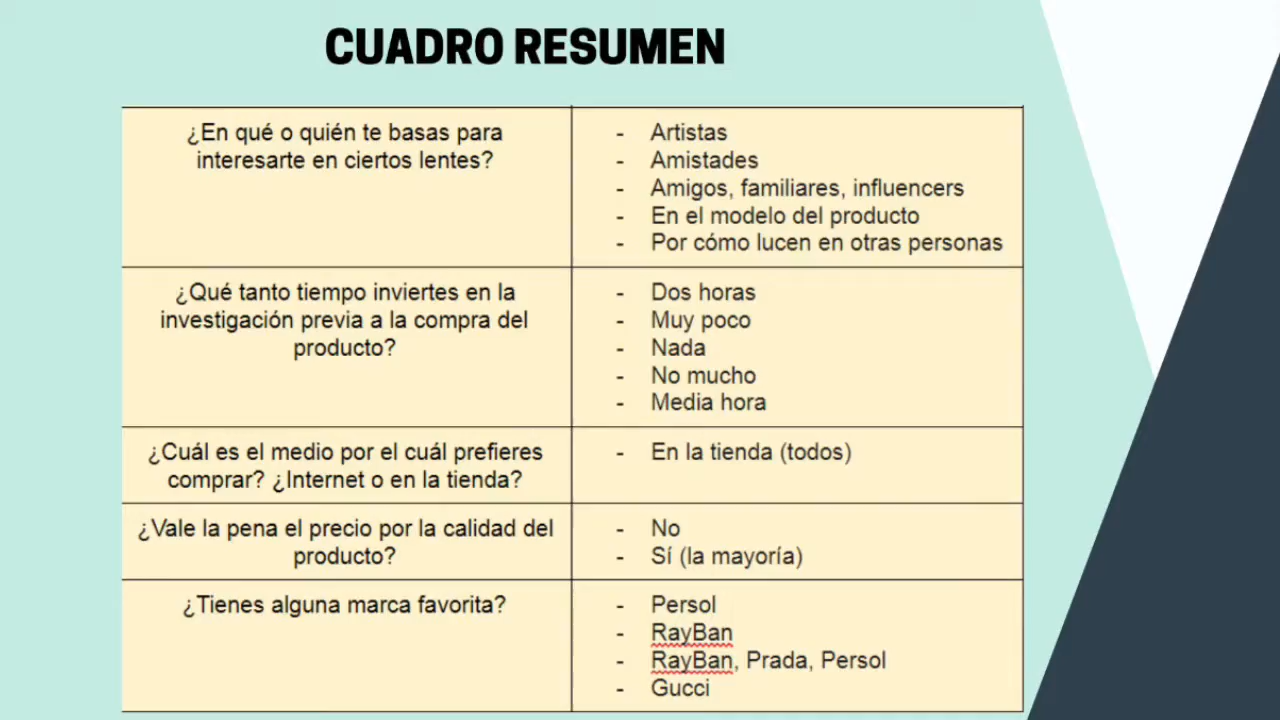 CUADRO RESUMEN
¿En qué o quién te basas para
interesarte en ciertos lentes?
- Artistas
- Amistades
- Amigos, familiares, influencers
- En el modelo del producto
- Por cómo lucen en otras personas
¿Qué tanto tiempo inviertes en la
investigación previa a la compra del
producto?
- Dos horas
- Muy poco
- Nada
- No mucho
- Media hora
¿Cuál es el medio por el cuál prefieres
comprar? ¿Internet o en la tienda?
- En la tienda (todos)
¿Vale la pena el precio por la calidad del
producto?
- No
- Sí (la mayoría)
¿Tienes alguna marca favorita?
- Persol
- RayBan
- RayBan, Prada, Persol
- Gucci